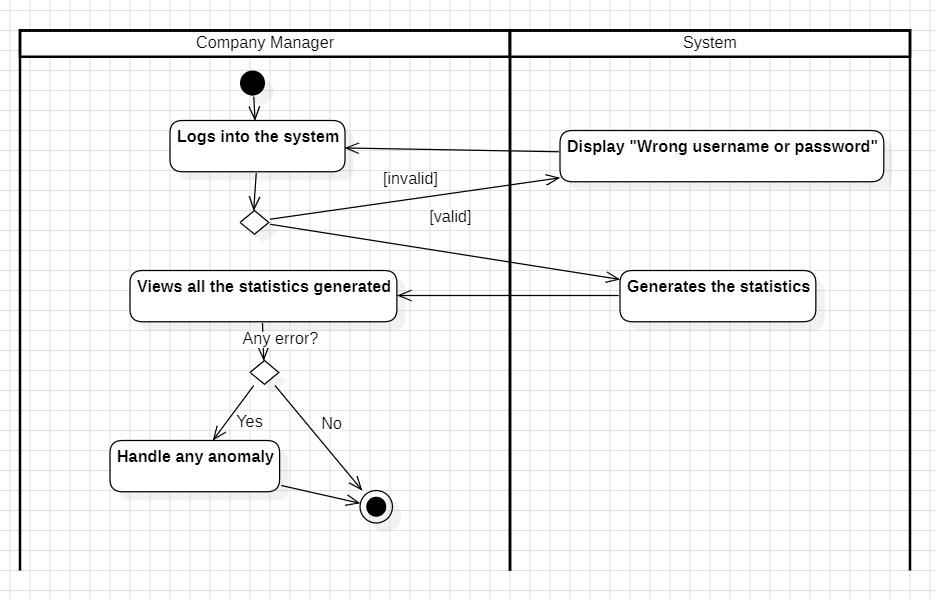 Company Manager
System
Logs into the system
Display "Wrong username or password"
[invalid]
[valid]
Views all the statistics generated
Generates the statistics
Any error?
Yes
No
Handle any anomaly